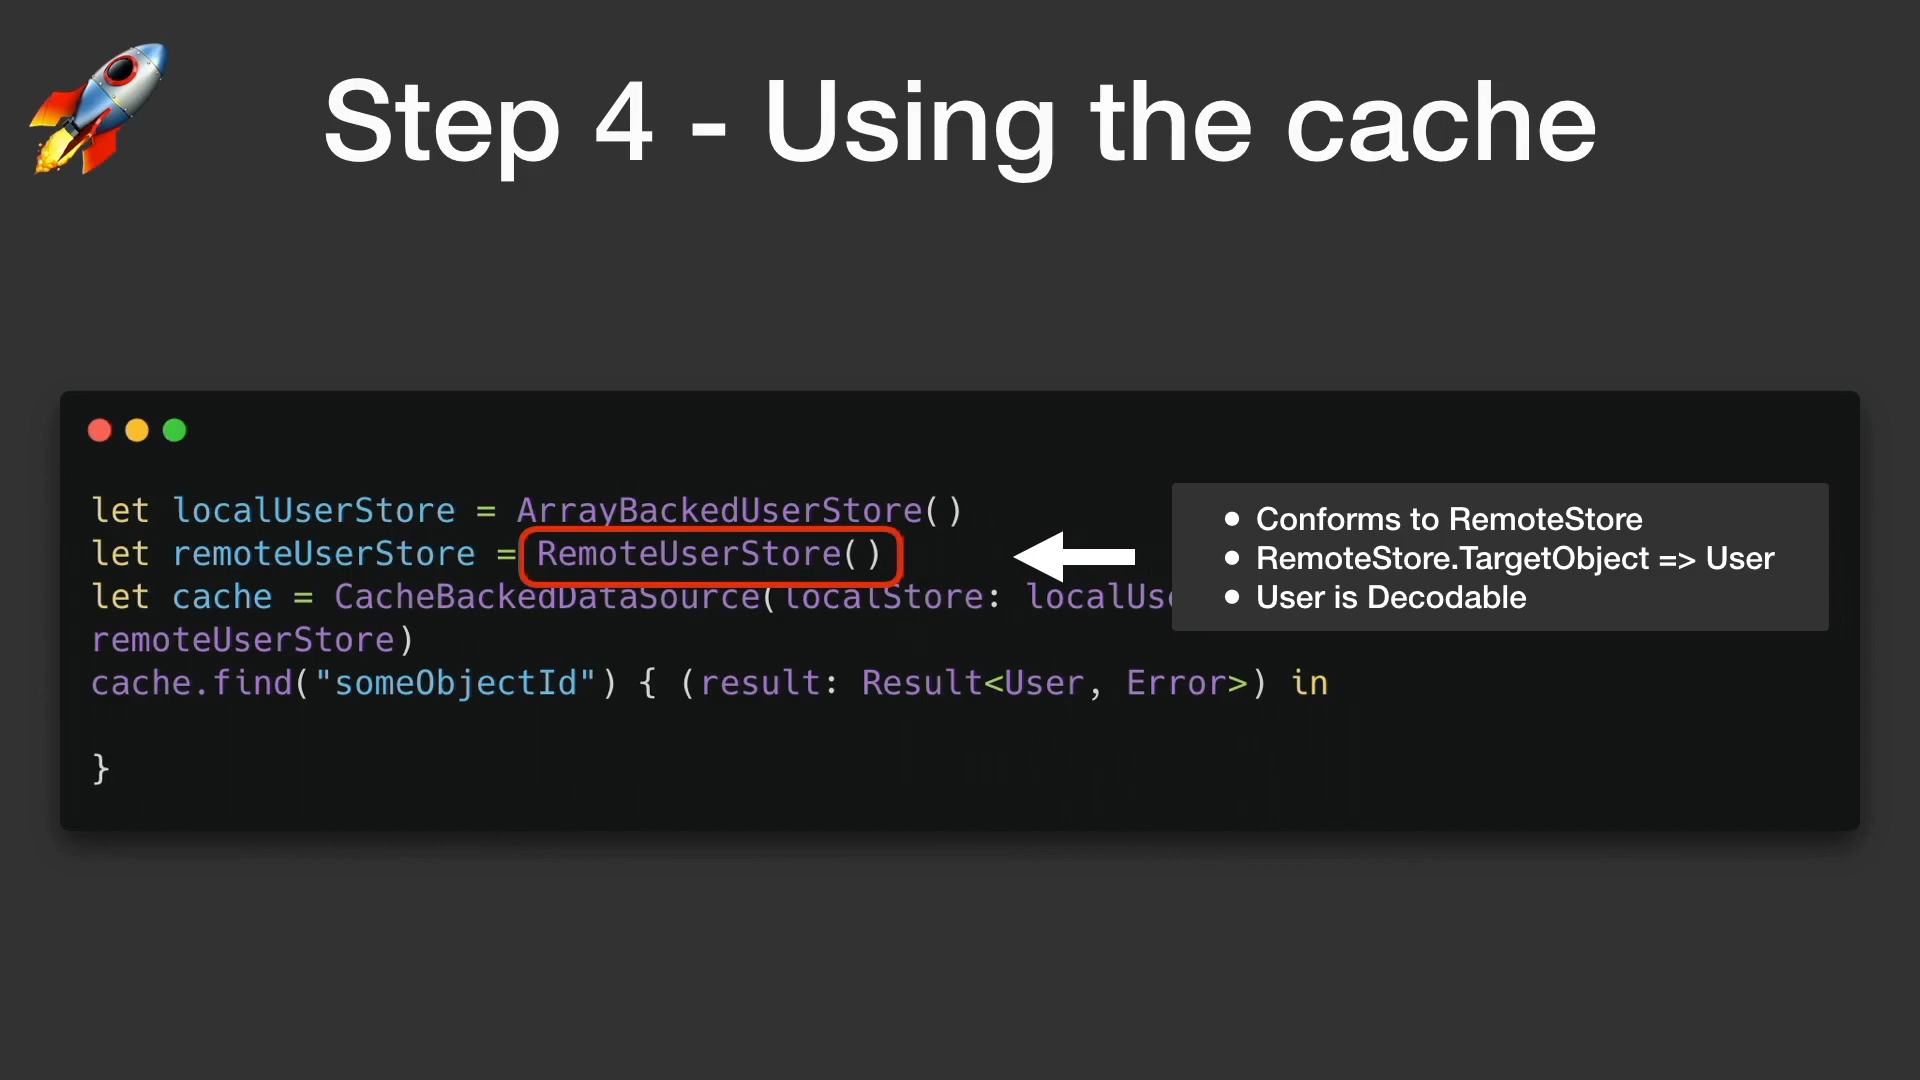 Step 4 - Using the cache
let localUserStore = ArrayBackedUserStore()
let remoteUserStore = RemoteUserStore()
let cache = CacheBackedDataSource(localStore: localUs
remoteUserStore)
cache.find("someObjectId") { (result: Result<User, Error>) in
}
• Conforms to RemoteStore
• RemoteStore.TargetObject => User
• User is Decodable